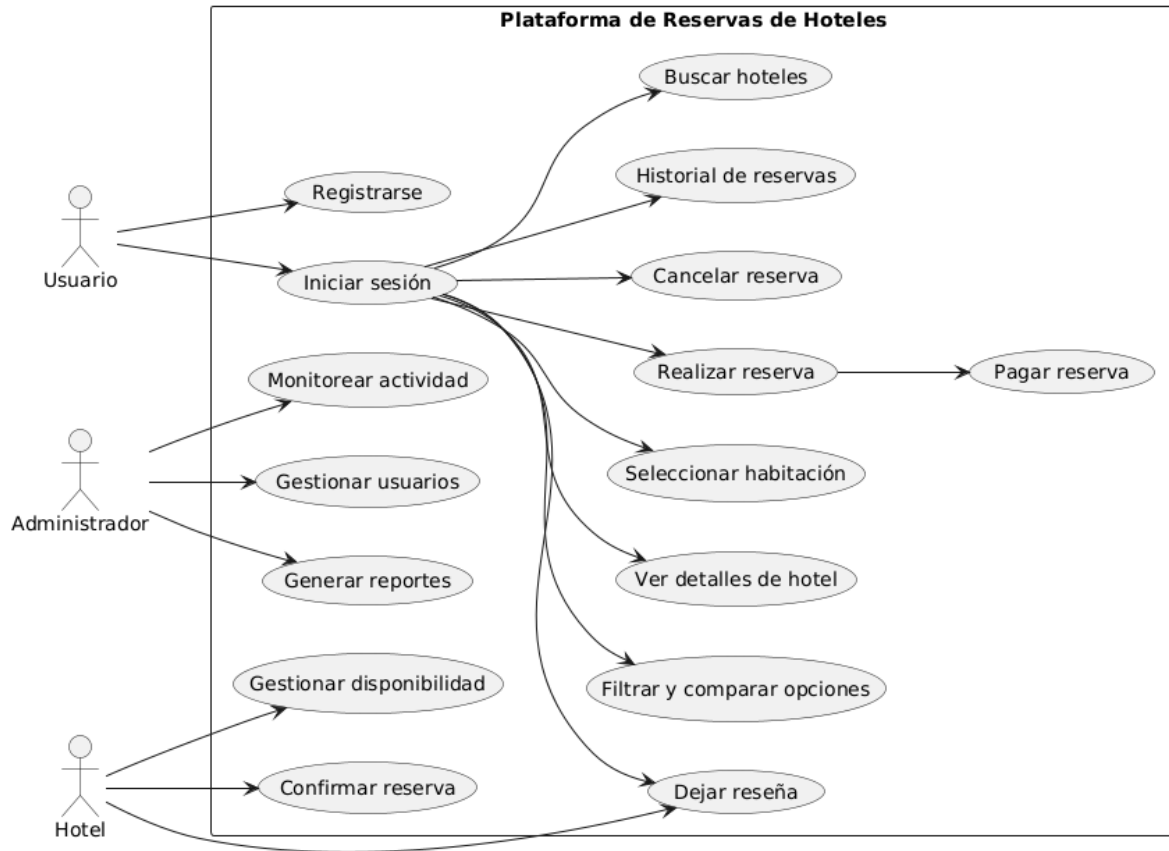 Plataforma de Reservas de Hoteles
Buscar hoteles
Historial de reservas
Registrarse
Usuario
Iniciar sesión
Cancelar reserva
Realizar reserva
Pagar reserva
Monitorear actividad
Seleccionar habitación
Gestionar usuarios
Administrador
Generar reportes
Ver detalles de hotel
Gestionar disponibilidad
Filtrar y comparar opciones
Confirmar reserva
Dejar reseña
Hotel